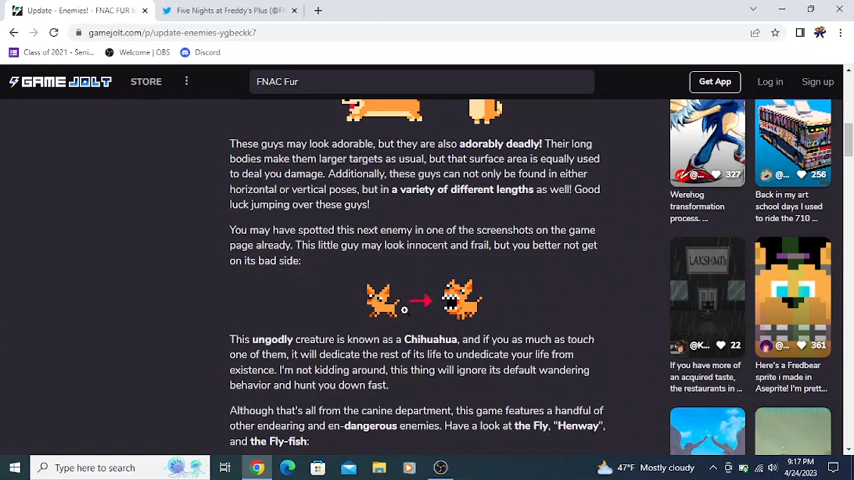 Update - Enemies! - FNAC FUR b
Five Nights at Freddy's Plus (@F
gamejolt.com/p/update-enemies-ygbeckk7
Class of 2021 - Seni...
Welcome | OBS
Discord
GAME JOLT
STORE
FNAC Fur
Get App
Log in
Sign up
These guys may look adorable, but they are also adorably deadly! Their long
bodies make them larger targets as usual, but that surface area is equally used
to deal you damage. Additionally, these guys can not only be found in either
horizontal or vertical poses, but in a variety of different lengths as well! Good
luck jumping over these guys!
You may have spotted this next enemy in one of the screenshots on the game
page already. This little guy may look innocent and frail, but you better not get
on its bad side:
This ungodly creature is known as a Chihuahua, and if you as much as touch
one of them, it will dedicate the rest of its life to undedicate your life from
existence. I'm not kidding around, this thing will ignore its default wandering
behavior and hunt you down fast.
Although that's all from the canine department, this game features a handful of
other endearing and en-dangerous enemies. Have a look at the Fly, "Henway",
and the Fly-fish:
@... 327
Werehog
transformation
process. ...
@... 256
Back in my art
school days I used
to ride the 710 ...
LAKSHMI'S
@K... 22
If you have more of
an acquired taste,
the restaurants in ...
@... 361
Here's a Fredbear
sprite i made in
Aseprite! I'm prett...
Type here to search
47°F Mostly cloudy
9:17 PM
4/24/2023